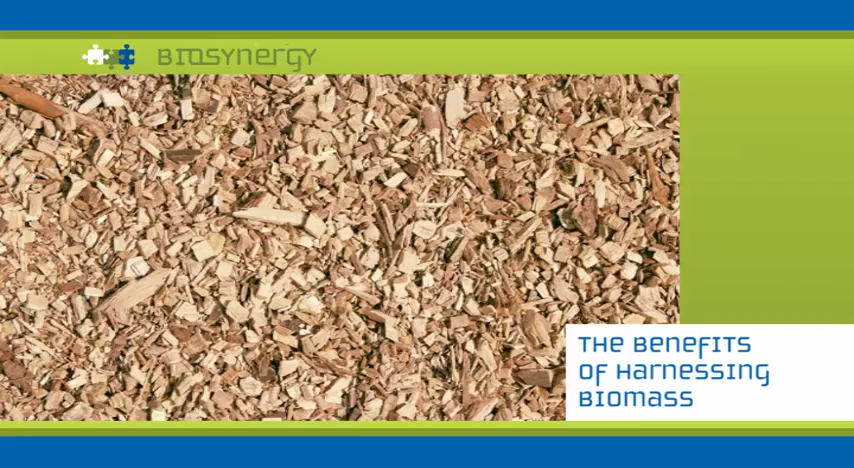 BIOSYNERGY
THE BENEFITS
OF HARNESSING
BIOMASS